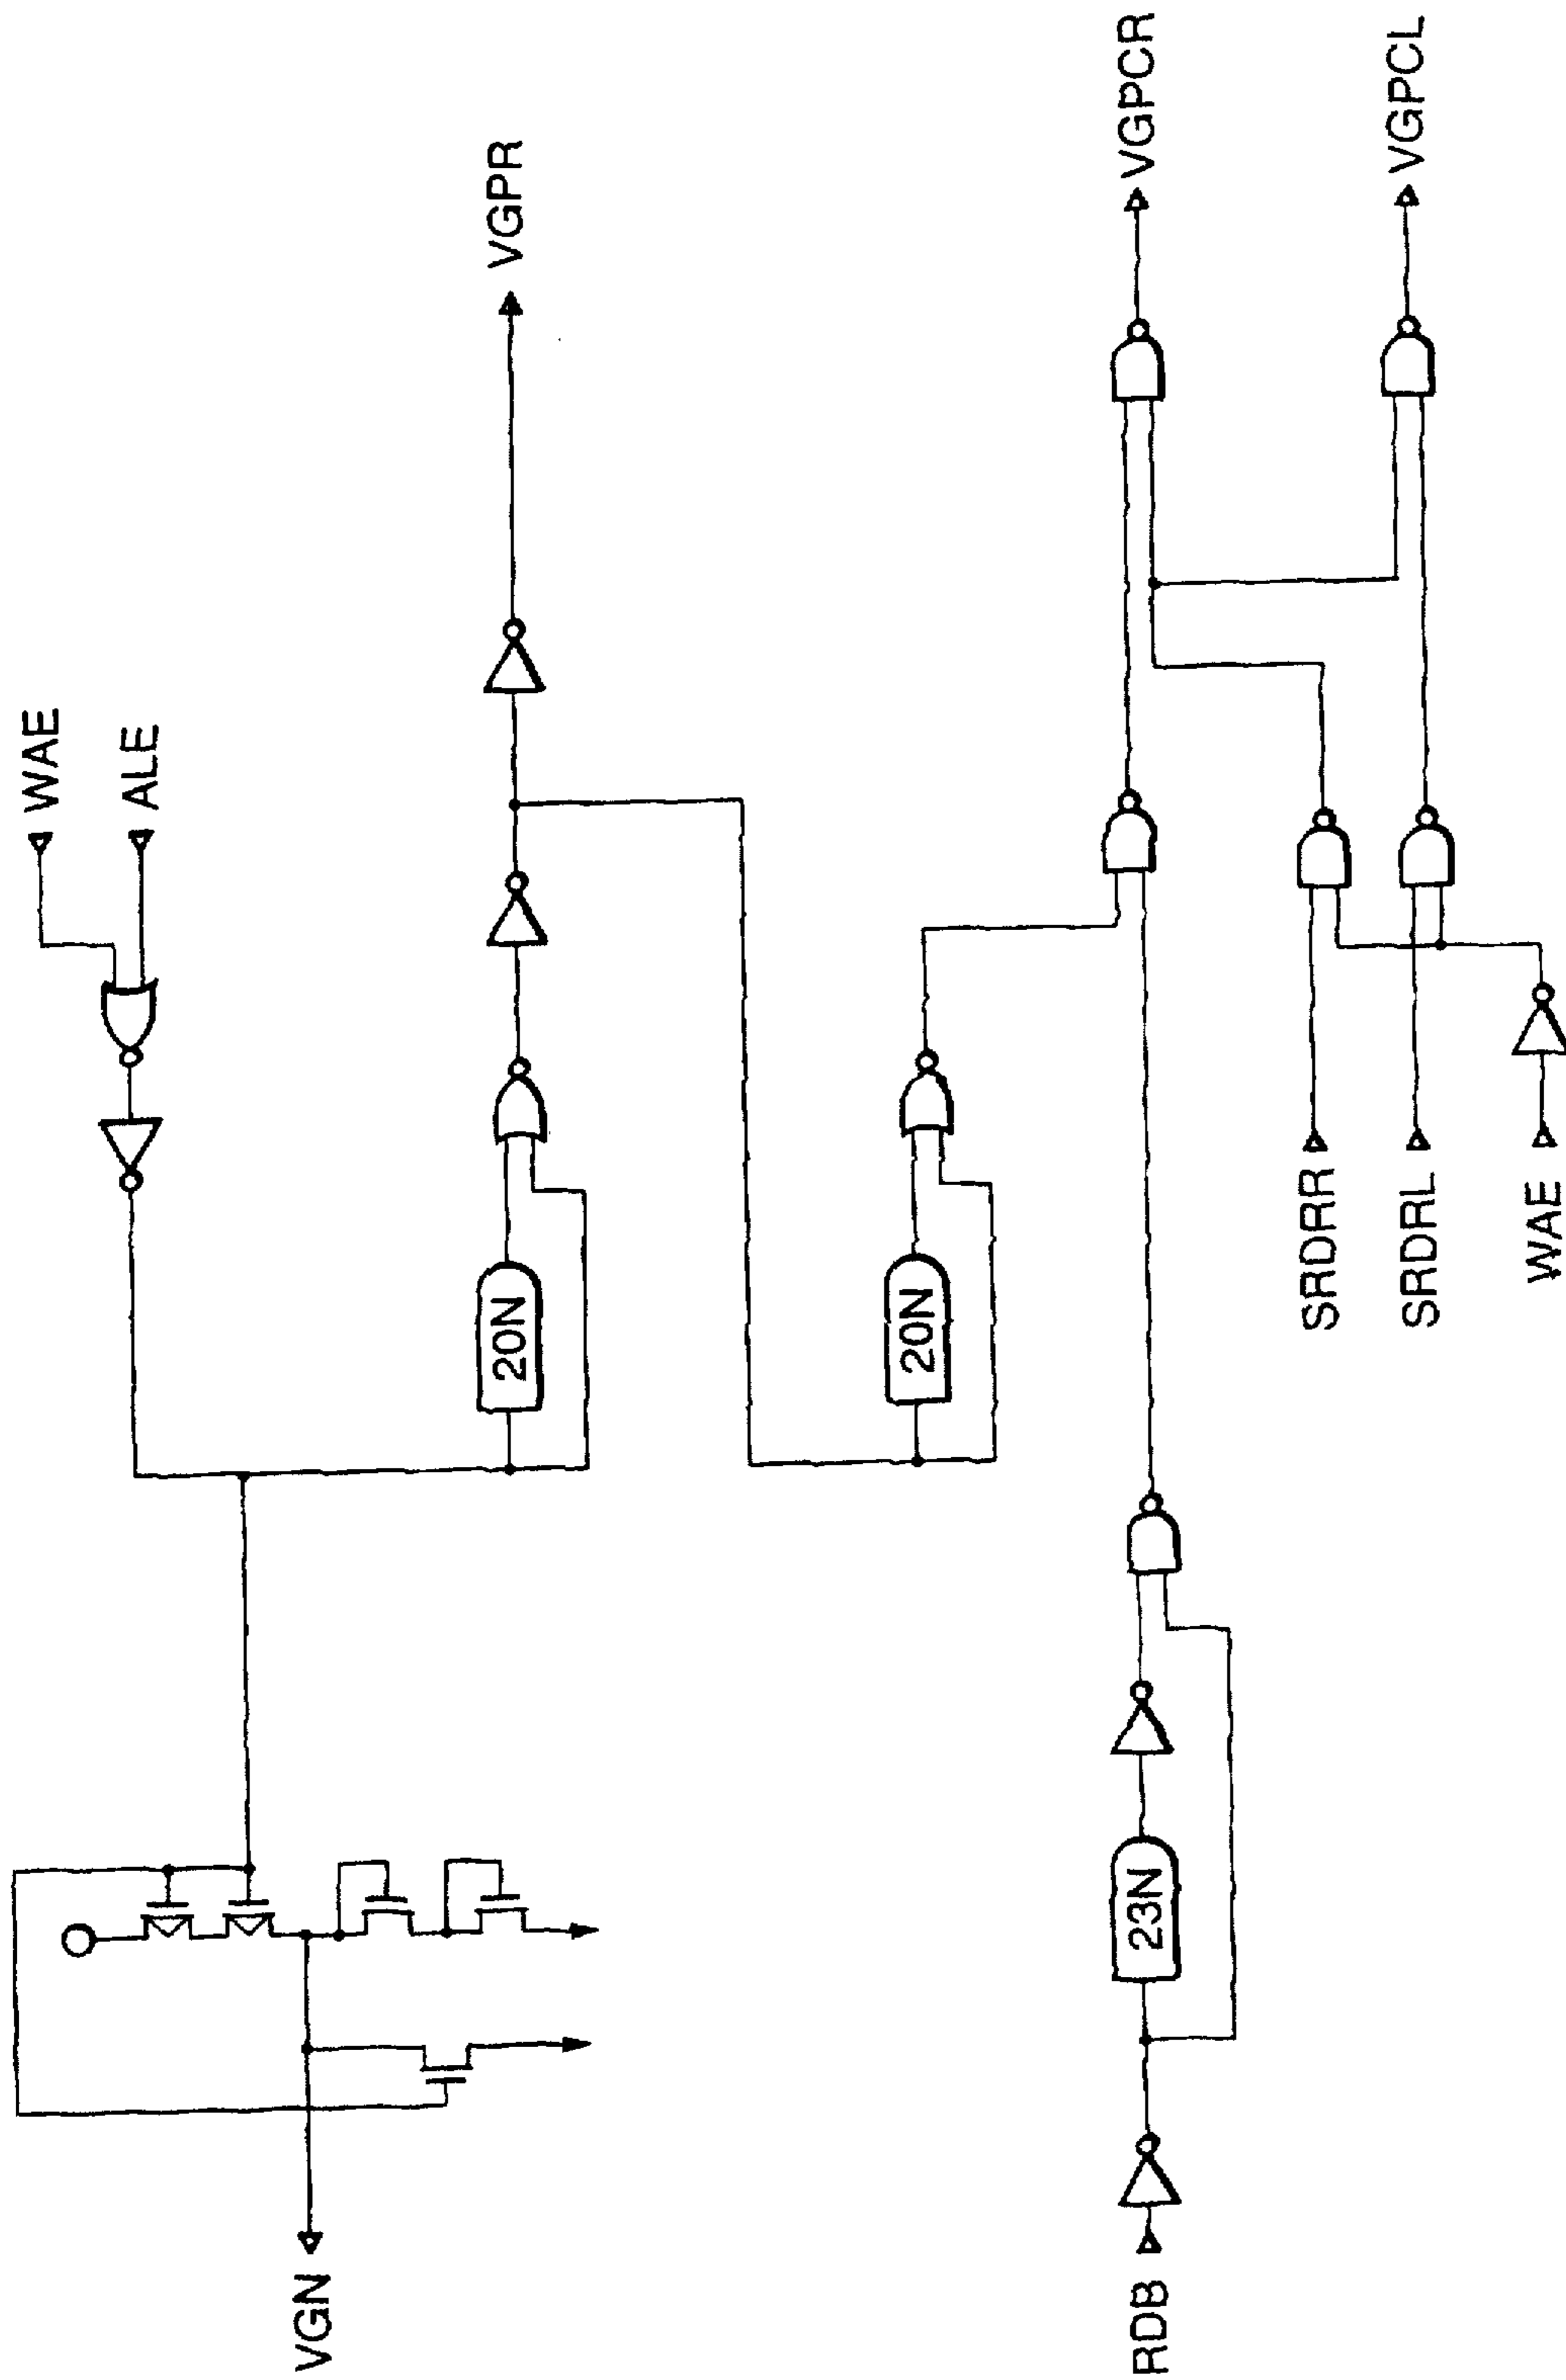 WAE
ALE
VGPR
VGN
20N
20N
VGPCR
VGPCL
23N
RDB
SRDRR
SRDRL
WAE